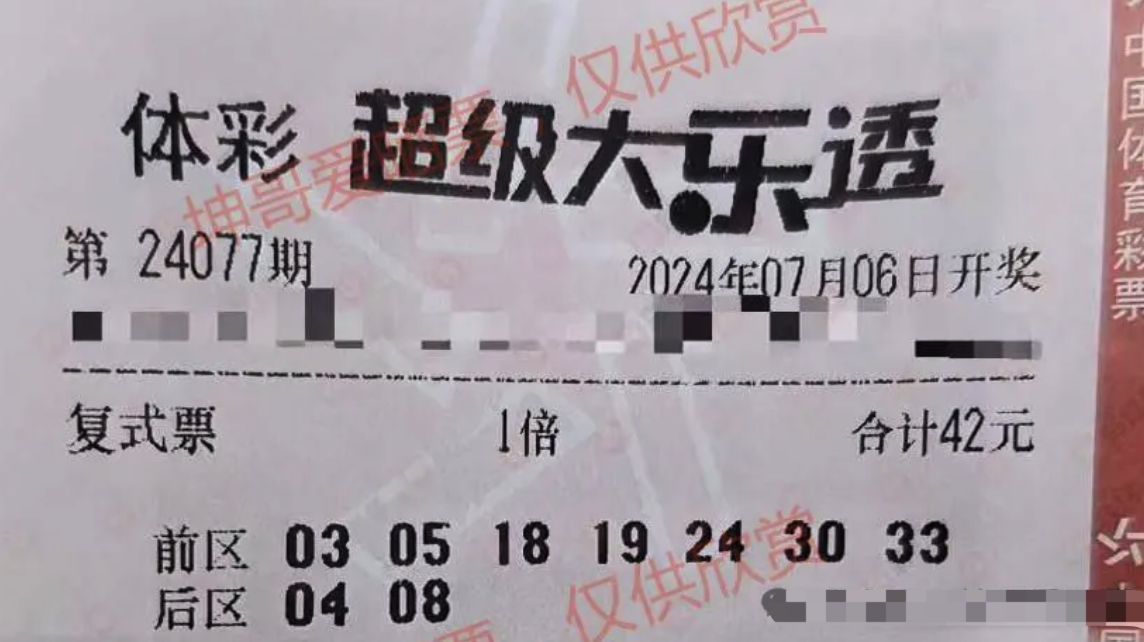 仅供欣赏
体彩 超级大乐透
坤哥爱彩票
第 24077期
2024年07月06日开奖
复式票 1倍 合计42元
前区 03 05 18 19 24 30 33
后区 04 08
仅供欣赏
中国体育彩票